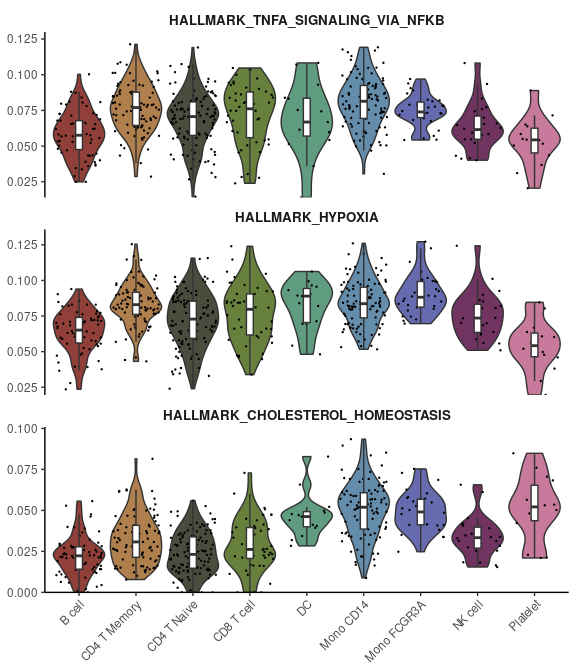 HALLMARK_TNFA_SIGNALING_VIA_NFKB
0.125
0.100
0.075
0.050
0.025
HALLMARK_HYPOXIA
0.125
0.100
0.075
0.050
0.025
HALLMARK_CHOLESTEROL_HOMEOSTASIS
0.100
0.075
0.050
0.025
0.000
B cell
CD4 T Memory
CD4 T Naive
CD8 T cell
DC
Mono CD14
Mono FCGR3A
NK cell
Platelet